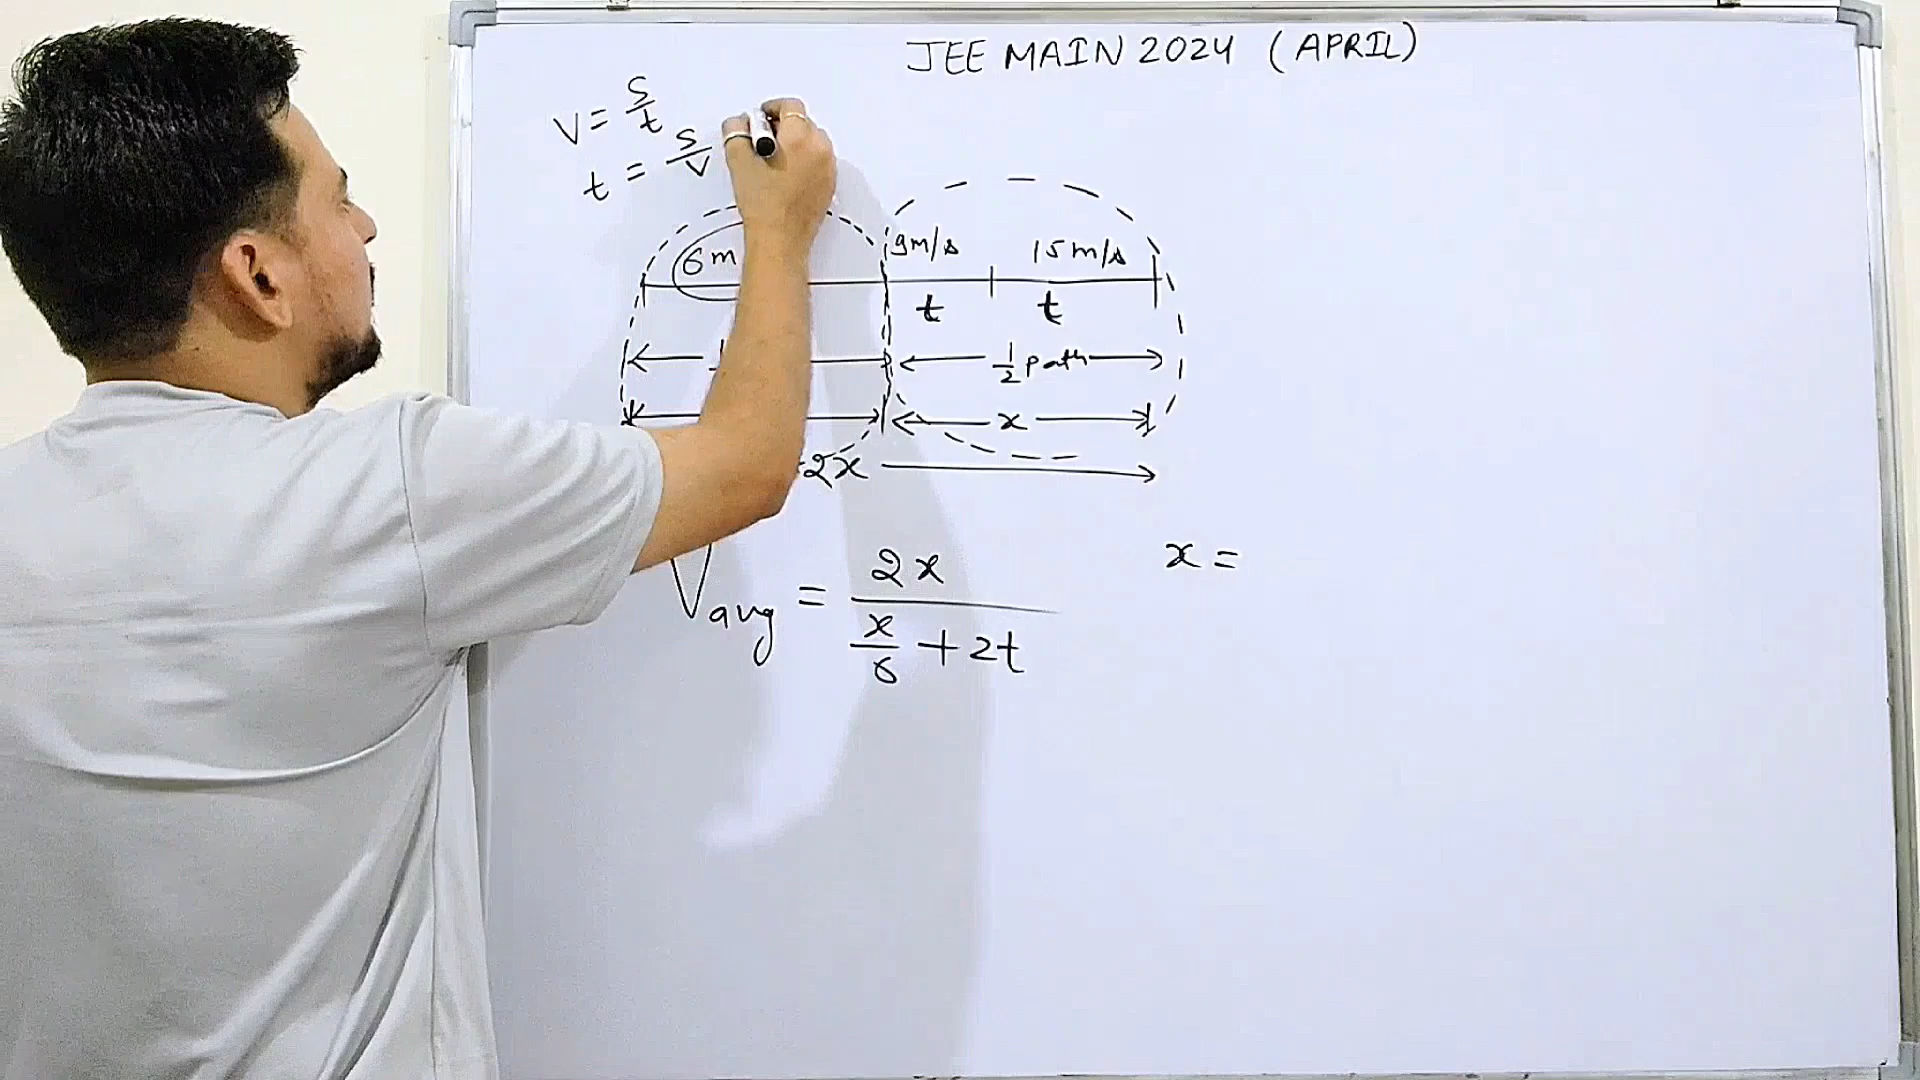 JEE MAIN 2024 (APRIL)
V = S/t
t = S/V
6m
9m/s
15m/s
t
t
1/2 path
x
2x
Vavg = 2x / (x/6 + 2t)
x =